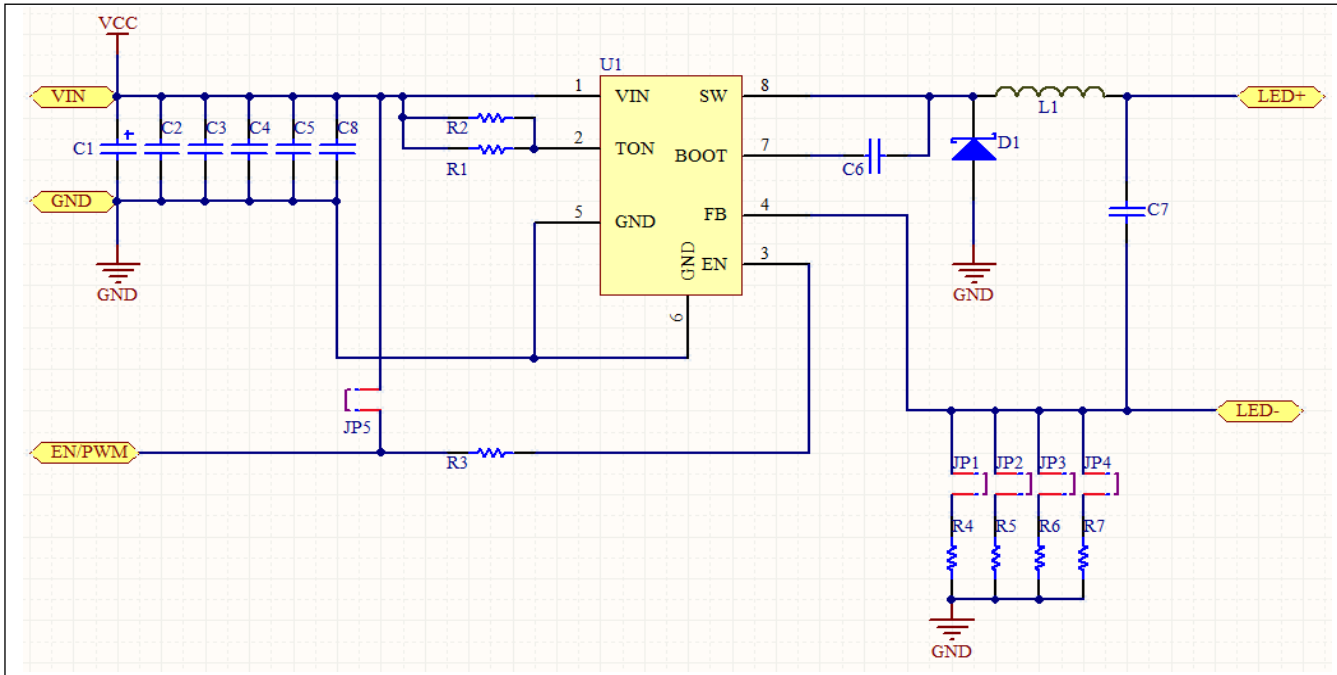 VCC
U1
VIN
1
VIN
SW
8
L1
LED+
C1
+
C2
C3
C4
C5
C8
R2
R1
2
TON
BOOT
7
C6
D1
GND
5
GND
FB
4
C7
GND
EN
3
GND
GND
6
JP5
LED-
EN/PWM
R3
JP1
JP2
JP3
JP4
R4
R5
R6
R7
GND